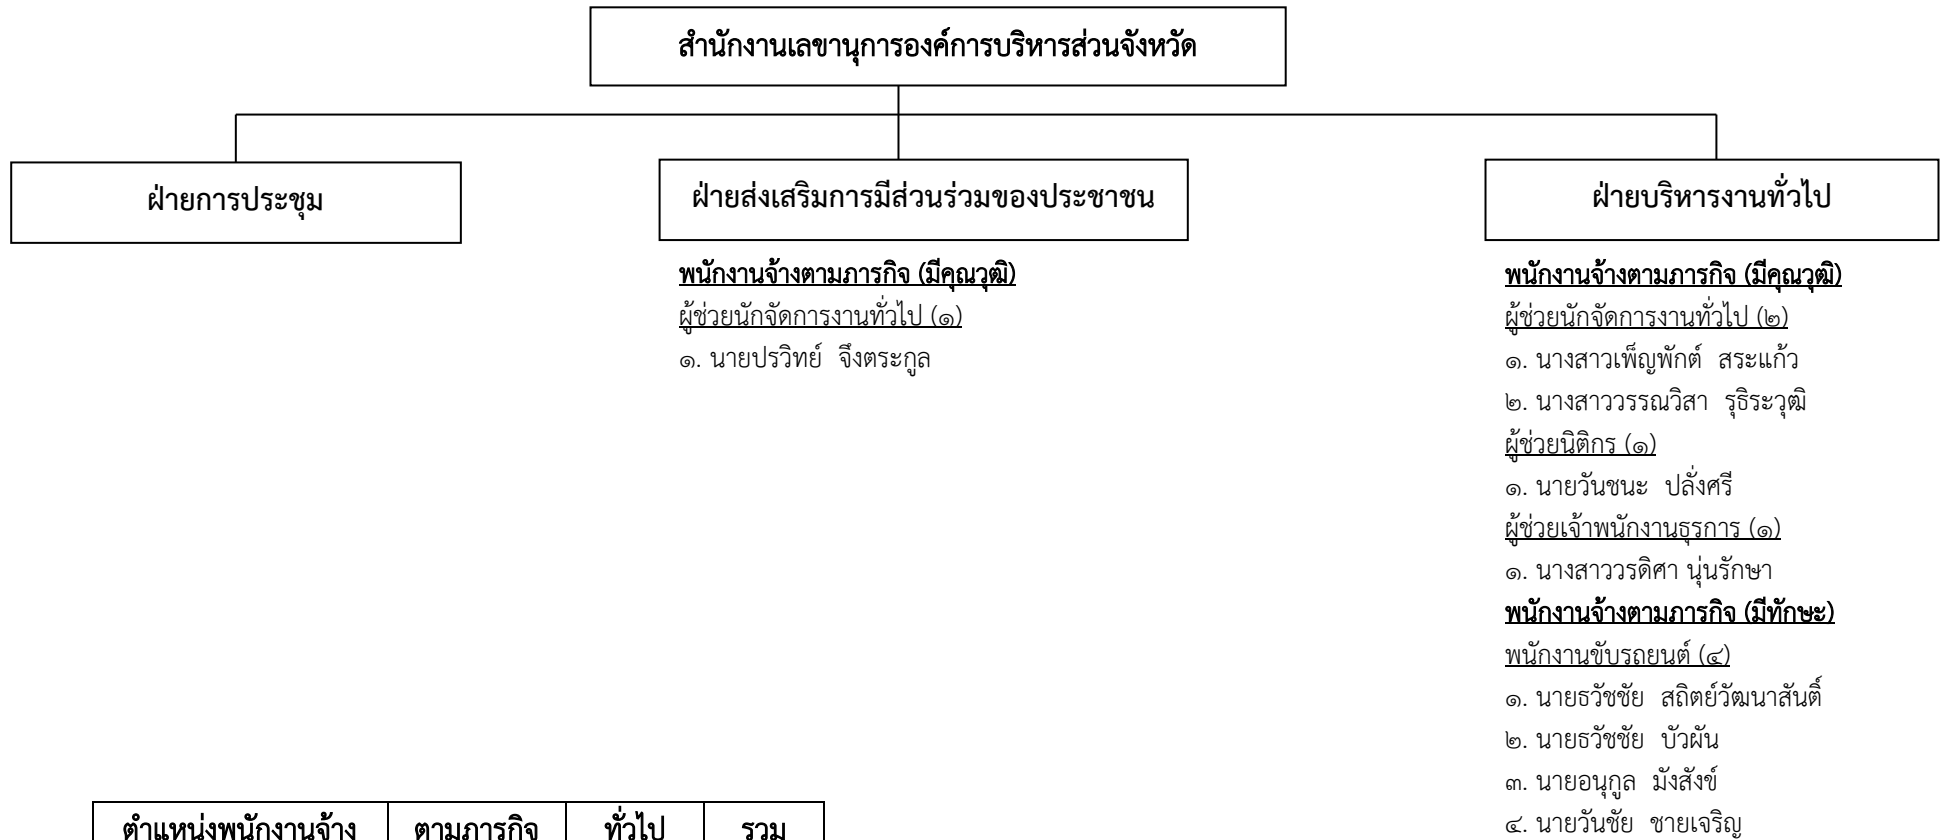 สำนักงานเลขานุการองค์การบริหารส่วนจังหวัด
ฝ่ายการประชุม
ฝ่ายส่งเสริมการมีส่วนร่วมของประชาชน
พนักงานจ้างตามภารกิจ (มีคุณวุฒิ)
ผู้ช่วยนักจัดการงานทั่วไป (๑)
๑. นายปรวิทย์ จึงตระกูล
ฝ่ายบริหารงานทั่วไป
พนักงานจ้างตามภารกิจ (มีคุณวุฒิ)
ผู้ช่วยนักจัดการงานทั่วไป (๒)
๑. นางสาวเพ็ญพักต์ สระแก้ว
๒. นางสาววรรณวิสา รุธิระวุฒิ
ผู้ช่วยนิติกร (๑)
๑. นายวันชนะ ปลั่งศรี
ผู้ช่วยเจ้าพนักงานธุรการ (๑)
๑. นางสาววรดิศา นุ่นรักษา
พนักงานจ้างตามภารกิจ (มีทักษะ)
พนักงานขับรถยนต์ (๔)
๑. นายธวัชชัย สถิตย์วัฒนาสันติ์
๒. นายธวัชชัย บัวผัน
๓. นายอนุกูล มังสังข์
๔. นายวันชัย ชายเจริญ
ตำแหน่งพนักงานจ้าง ตามภารกิจ ทั่วไป รวม